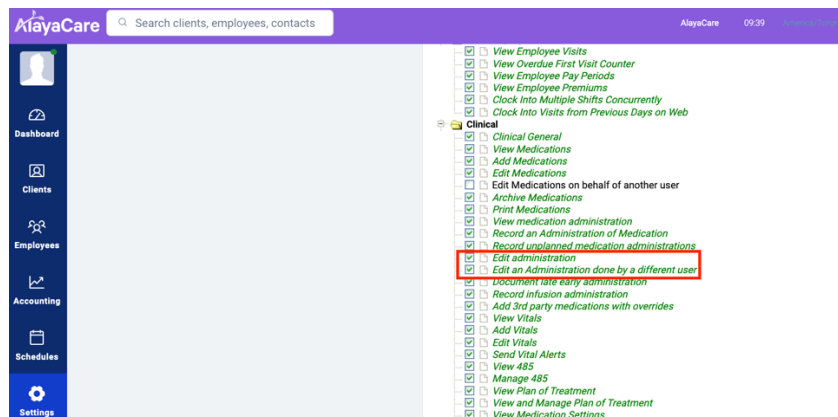 AlayaCare
Search clients, employees, contacts
AlayaCare
09:39
Dashboard
Clients
Employees
Accounting
Schedules
Settings
View Employee Visits
View Overdue First Visit Counter
View Employee Pay Periods
View Employee Premiums
Clock Into Multiple Shifts Concurrently
Clock Into Visits from Previous Days on Web
Clinical
Clinical General
View Medications
Add Medications
Edit Medications
Edit Medications on behalf of another user
Archive Medications
Print Medications
View medication administration
Record an Administration of Medication
Record unplanned medication administrations
Edit administration
Edit an Administration done by a different user
Document late early administration
Record infusion administration
Add 3rd party medications with overrides
View Vitals
Add Vitals
Edit Vitals
Send Vital Alerts
View 485
Manage 485
View Plan of Treatment
View and Manage Plan of Treatment
View Medication Settings